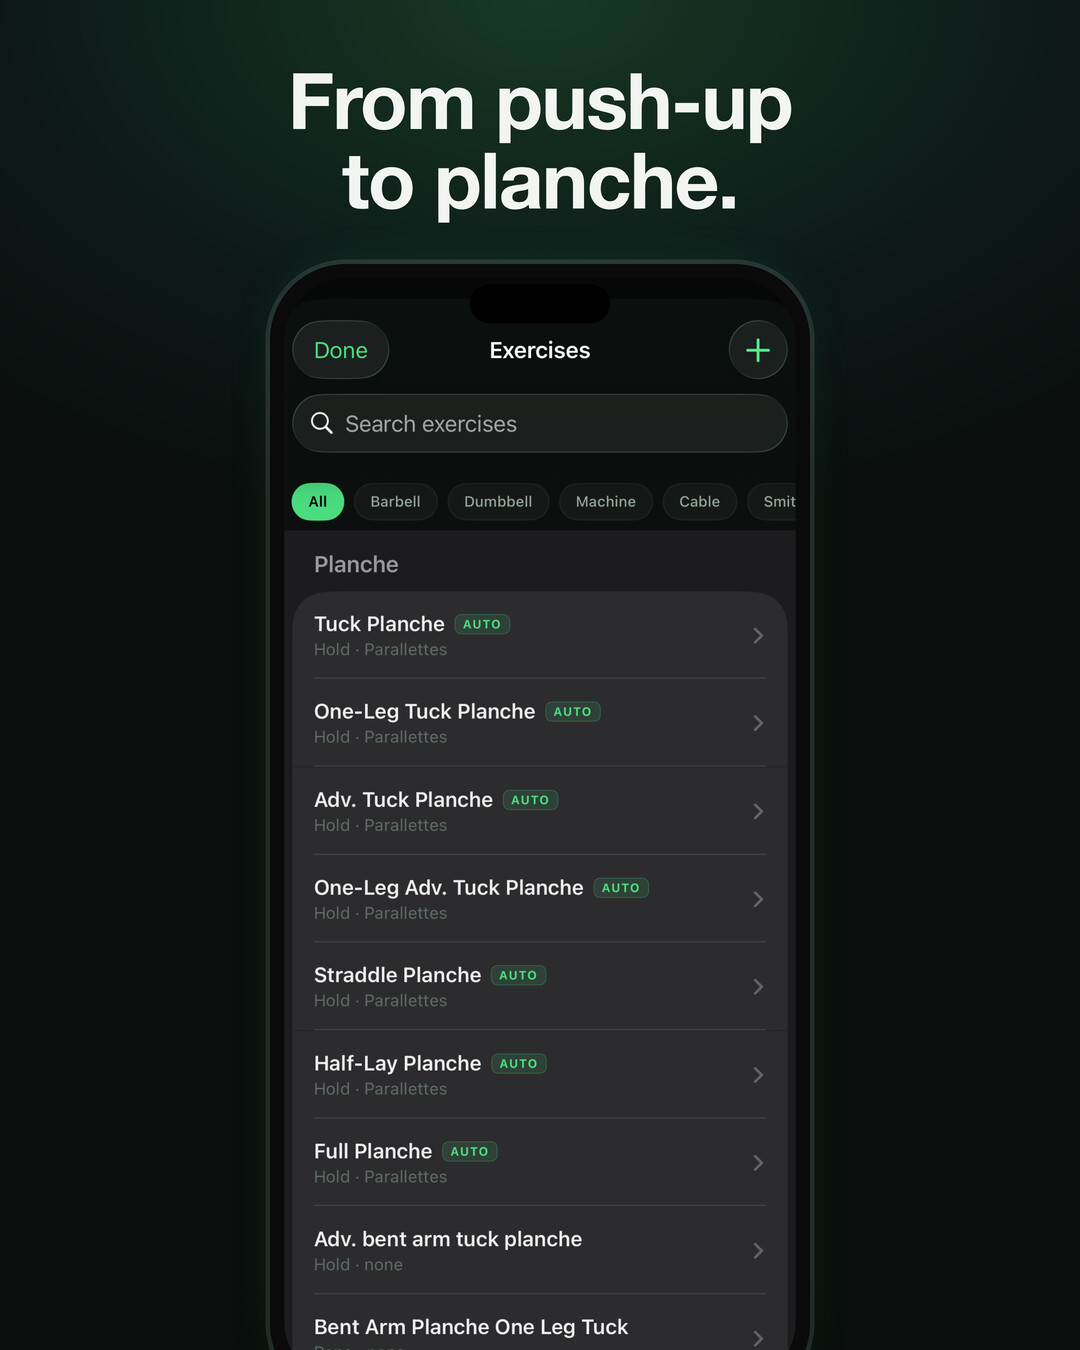 From push-up
to planche.
Done
Exercises
Search exercises
All Barbell Dumbbell Machine Cable Smit
Planche
Tuck Planche AUTO
Hold · Parallettes
One-Leg Tuck Planche AUTO
Hold · Parallettes
Adv. Tuck Planche AUTO
Hold · Parallettes
One-Leg Adv. Tuck Planche AUTO
Hold · Parallettes
Straddle Planche AUTO
Hold · Parallettes
Half-Lay Planche AUTO
Hold · Parallettes
Full Planche AUTO
Hold · Parallettes
Adv. bent arm tuck planche
Hold · none
Bent Arm Planche One Leg Tuck